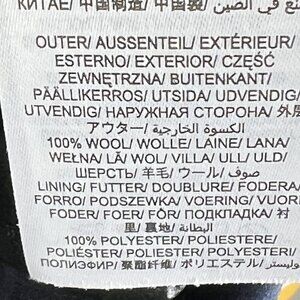 КИТАЕ/ 中国制造/ 中國製/ صنع في الصين
OUTER/ AUSSENTEIL/ EXTÉRIEUR/
ESTERNO/ EXTERIOR/ CZĘŚĆ
ZEWNĘTRZNA/ BUITENKANT/
PÄÄLLIKERROS/ UTSIDA/ UDVENDIG/
UTVENDIG/ НАРУЖНАЯ СТОРОНА/ 外
アウター/ الكسوة الخارجية/
100% WOOL/ WOLLE/ LAINE/ LANA/
WEŁNA/ LÃ/ WOL/ VILLA/ ULL/ ULD/
ШЕРСТЬ/ 羊毛/ ウール/ صوف/
LINING/ FUTTER/ DOUBLURE/ FODERA/
FORRO/ PODSZEWKA/ VOERING/ VUORI
FODER/ FOER/ FÓR/ ПОДКЛАДКА/ 衬
里/ 裏地/ البطانة/
100% POLYESTER/ POLIESTERE/
POLIÉSTER/ POLIESTER/ POLYESTERI/
ПОЛИЭФИР/ 聚酯纤维/ ポリエステル/ بوليستر